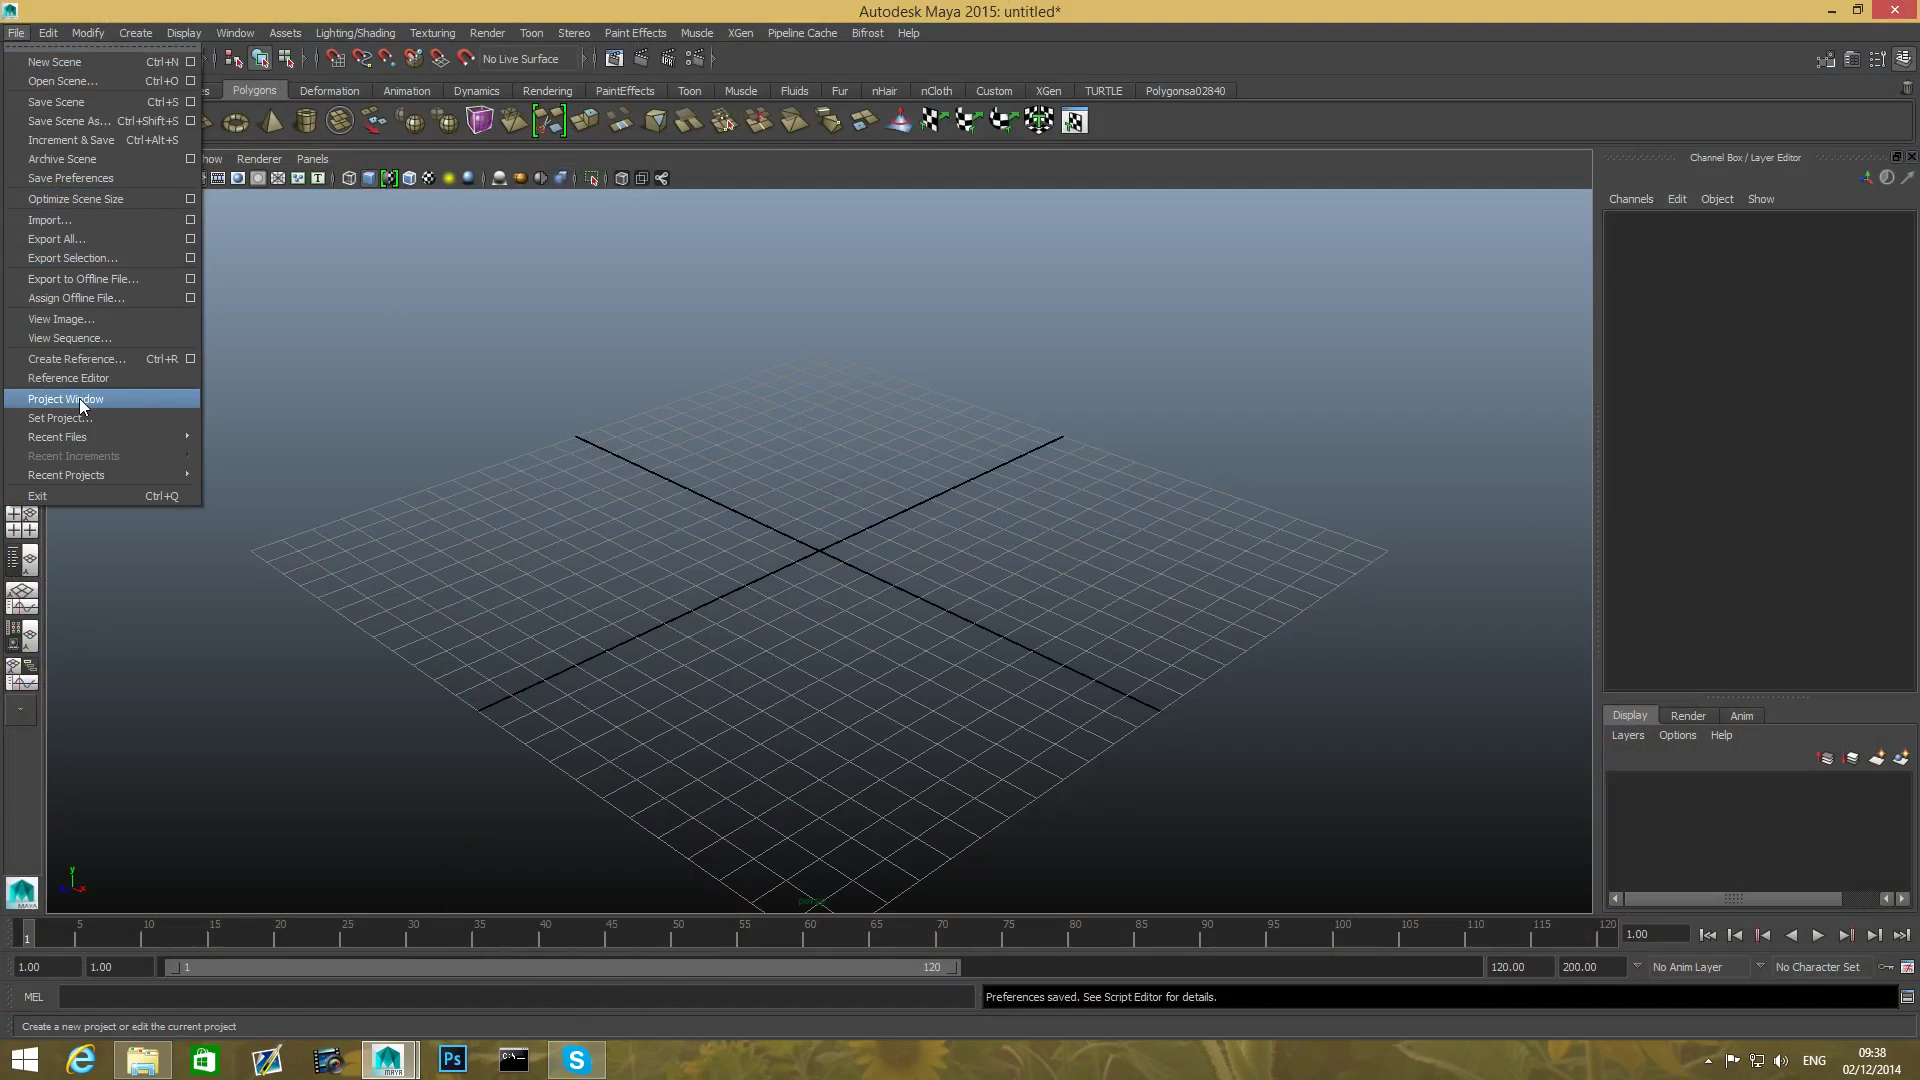 Autodesk Maya 2015: untitled*
File Edit Modify Create Display Window Assets Lighting/Shading Texturing Render Toon Stereo Paint Effects Muscle XGen Pipeline Cache Bifrost Help
No Live Surface
Polygons Deformation Animation Dynamics Rendering PaintEffects Toon Muscle Fluids Fur nHair nCloth Custom XGen TURTLE Polygonsa02840
New Scene Ctrl+N
Open Scene... Ctrl+O
Save Scene Ctrl+S
Save Scene As... Ctrl+Shift+S
Increment & Save Ctrl+Alt+S
Archive Scene
Save Preferences
Optimize Scene Size
Import...
Export All...
Export Selection...
Export to Offline File...
Assign Offline File...
View Image...
View Sequence...
Create Reference... Ctrl+R
Reference Editor
Project Window
Set Project...
Recent Files
Recent Increments
Recent Projects
Exit Ctrl+Q
how Renderer Panels
Channel Box / Layer Editor
Channels Edit Object Show
Display Render Anim
Layers Options Help
y
x
persp
MAYA
5 10 15 20 25 30 35 40 45 50 55 60 65 70 75 80 85 90 95 100 105 110 115 120
1
1.00
1.00 1.00 1 120 120.00 200.00 No Anim Layer No Character Set
MEL
Preferences saved. See Script Editor for details.
Create a new project or edit the current project
MAYA
Ps
C:\
S
ENG
09:38
02/12/2014